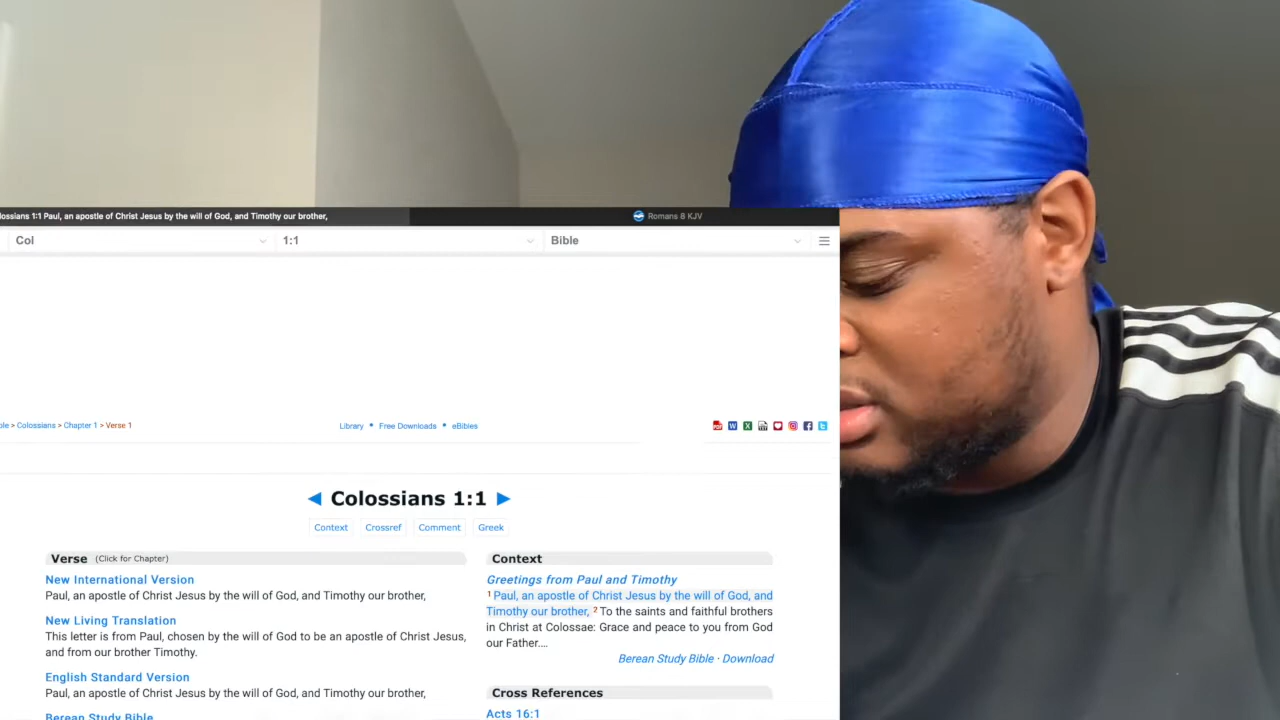 lossians 1:1 Paul, an apostle of Christ Jesus by the will of God, and Timothy our brother,
Romans 8 KJV
Col
1:1
Bible
ble > Colossians > Chapter 1 > Verse 1
Library • Free Downloads • eBibles
◄ Colossians 1:1 ►
Context
Crossref
Comment
Greek
Verse (Click for Chapter)
New International Version
Paul, an apostle of Christ Jesus by the will of God, and Timothy our brother,
New Living Translation
This letter is from Paul, chosen by the will of God to be an apostle of Christ Jesus,
and from our brother Timothy.
English Standard Version
Paul, an apostle of Christ Jesus by the will of God, and Timothy our brother,
Berean Study Bible
Context
Greetings from Paul and Timothy
1 Paul, an apostle of Christ Jesus by the will of God, and
Timothy our brother, 2 To the saints and faithful brothers
in Christ at Colossae: Grace and peace to you from God
our Father.…
Berean Study Bible · Download
Cross References
Acts 16:1